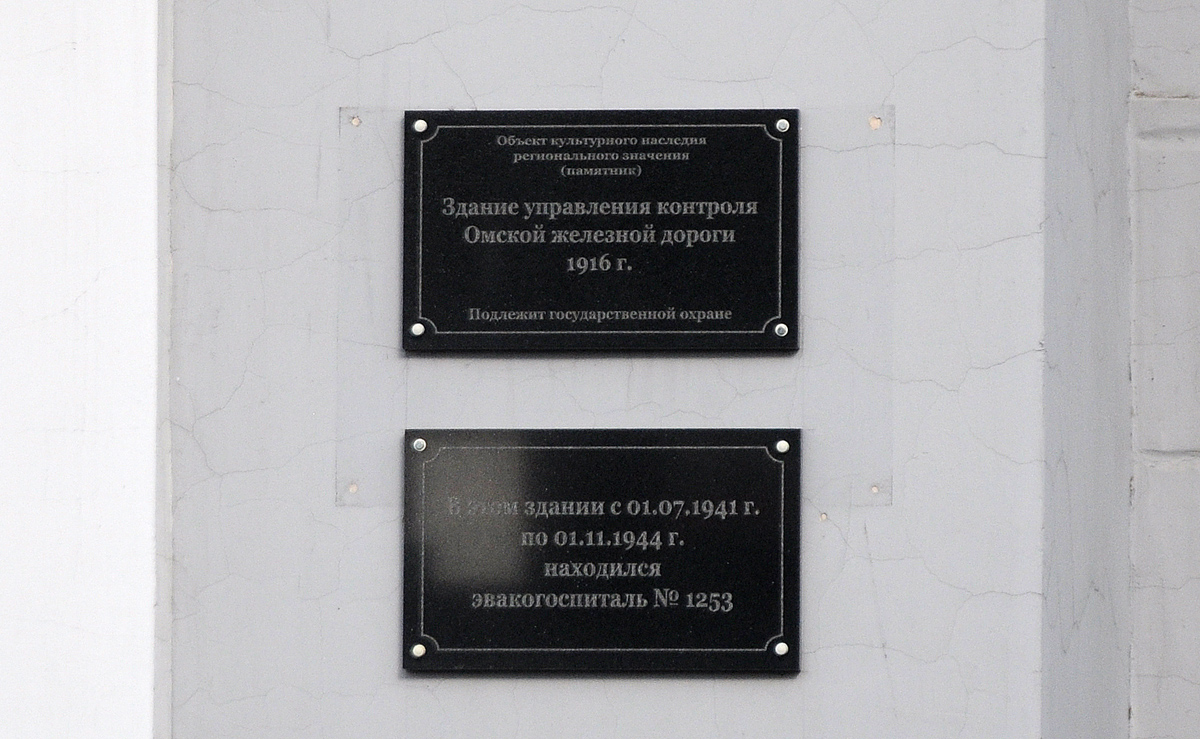 Объект культурного наследия
регионального значения
(памятник)
Здание управления контроля
Омской железной дороги
1916 г.
Подлежит государственной охране
В этом здании с 01.07.1941 г.
по 01.11.1944 г.
находился
эвакогоспиталь № 1253